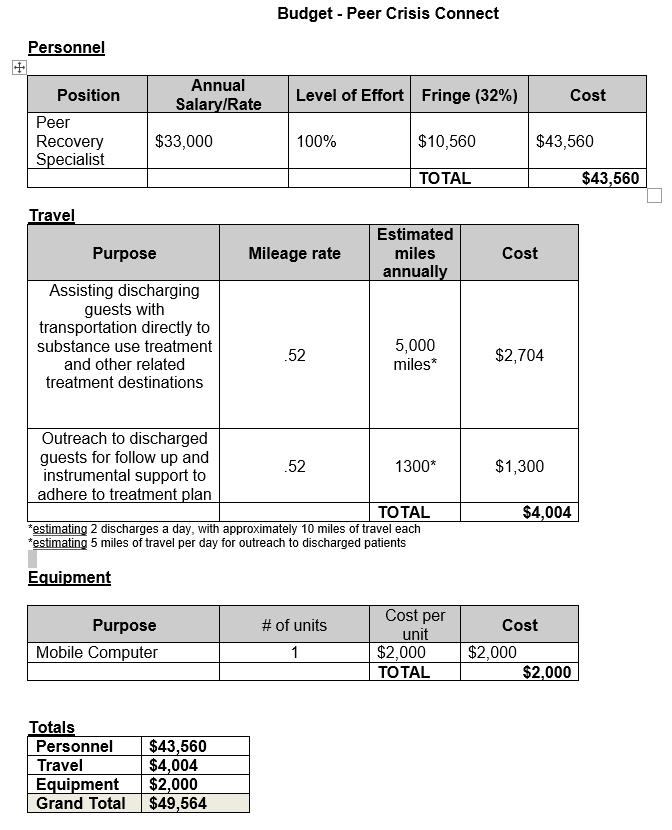 Budget - Peer Crisis Connect
Personnel
Position Annual Salary/Rate Level of Effort Fringe (32%) Cost
Peer Recovery Specialist $33,000 100% $10,560 $43,560
TOTAL $43,560
Travel
Purpose Mileage rate Estimated miles annually Cost
Assisting discharging
guests with
transportation directly to
substance use treatment
and other related
treatment destinations
.52 5,000 miles* $2,704
Outreach to discharged
guests for follow up and
instrumental support to
adhere to treatment plan
.52 1300* $1,300
TOTAL $4,004
*estimating 2 discharges a day, with approximately 10 miles of travel each
*estimating 5 miles of travel per day for outreach to discharged patients
Equipment
Purpose # of units Cost per unit Cost
Mobile Computer 1 $2,000 $2,000
TOTAL $2,000
Totals
Personnel $43,560
Travel $4,004
Equipment $2,000
Grand Total $49,564